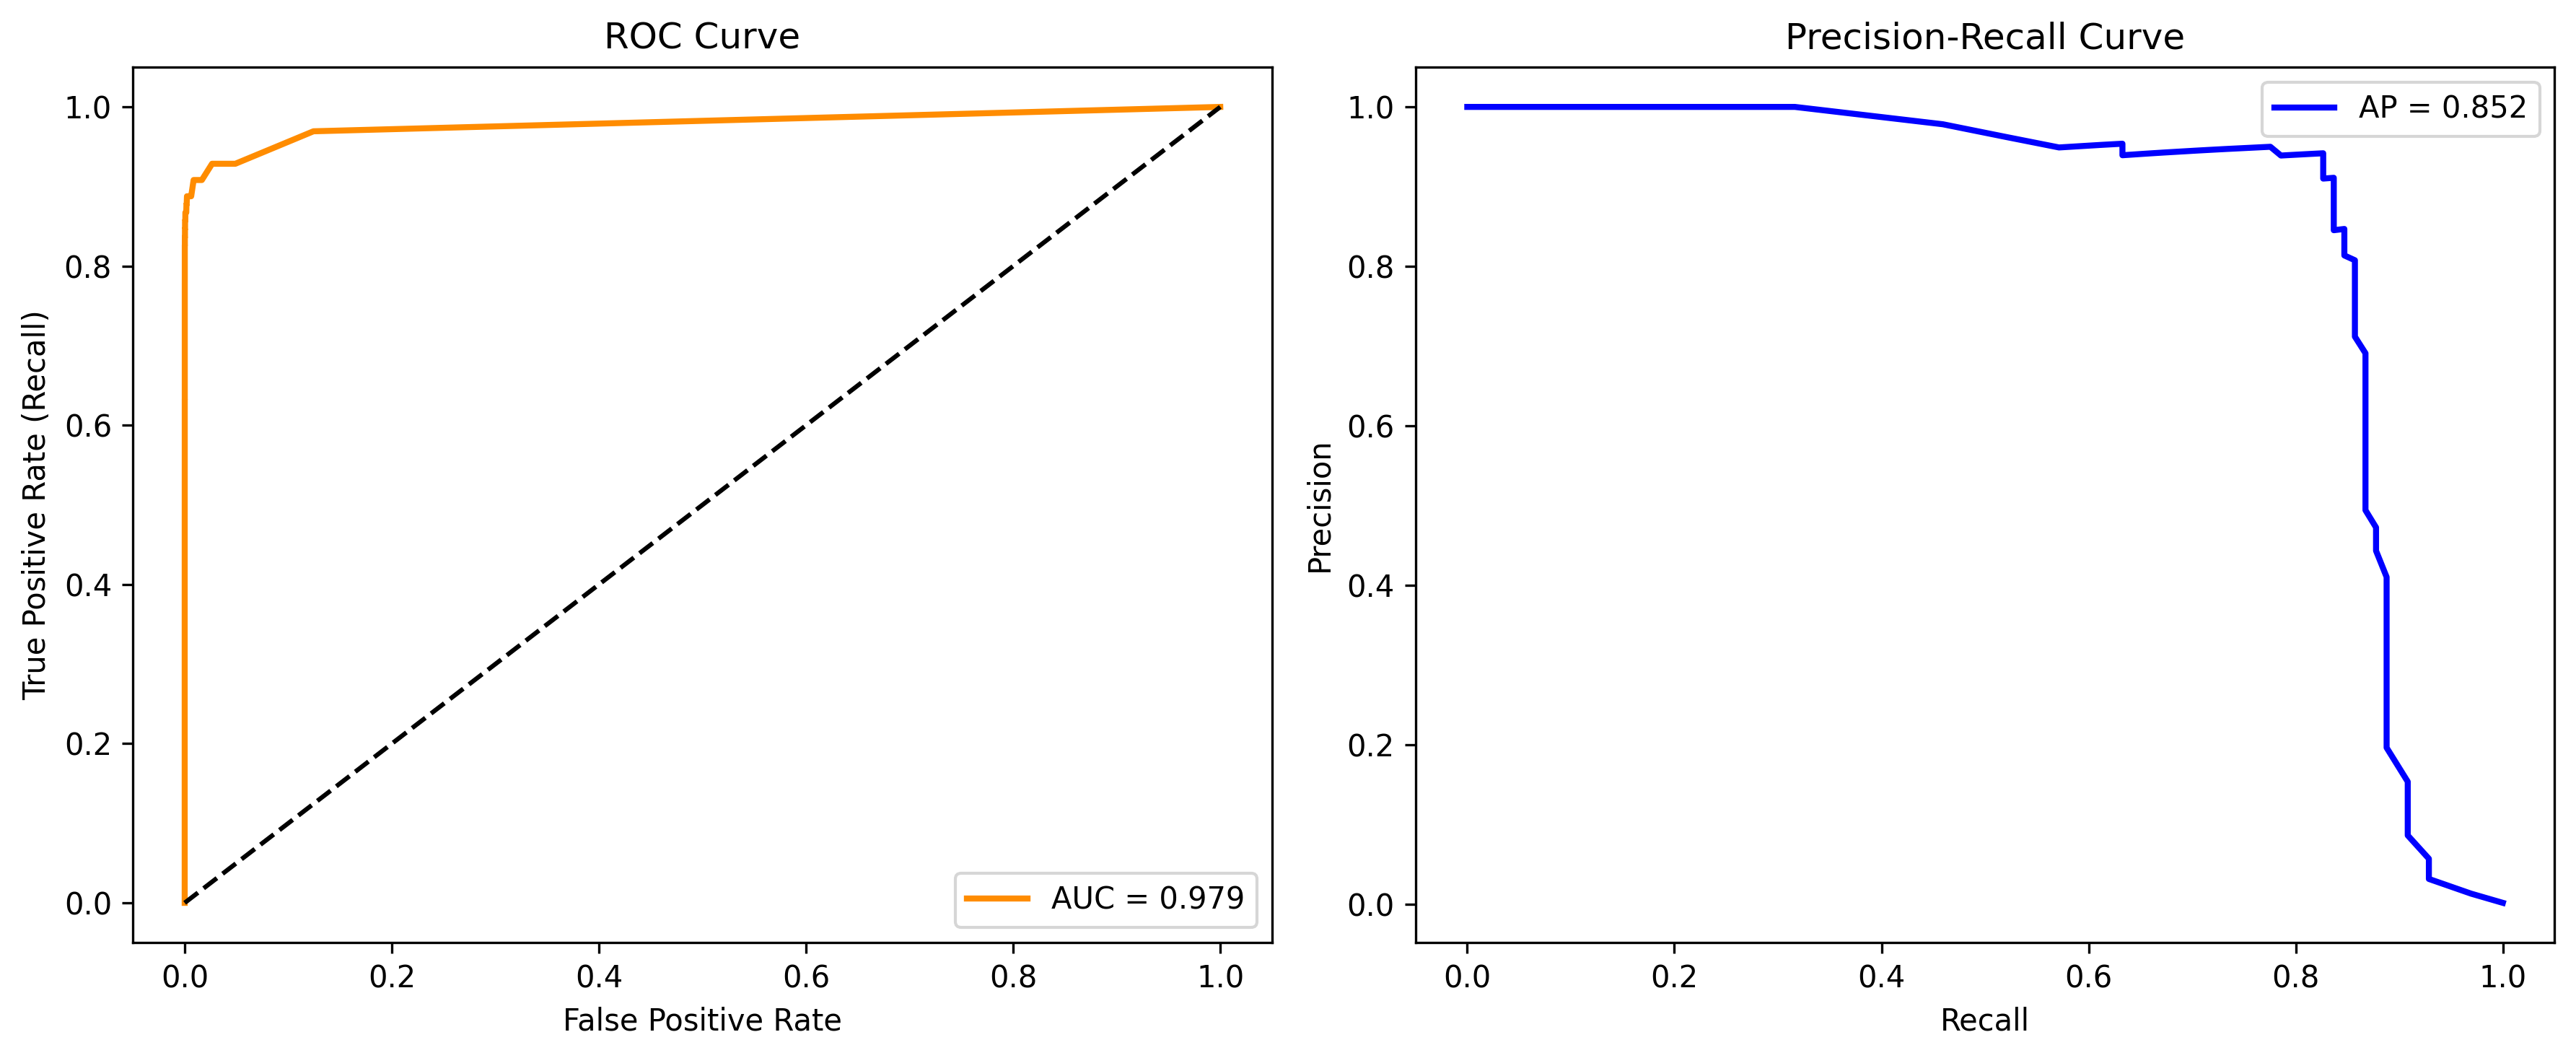 ROC Curve
1.0
0.8
0.6
0.4
0.2
0.0
True Positive Rate (Recall)
AUC = 0.979
0.0 0.2 0.4 0.6 0.8 1.0
False Positive Rate
Precision-Recall Curve
1.0
0.8
0.6
0.4
0.2
0.0
Precision
AP = 0.852
0.0 0.2 0.4 0.6 0.8 1.0
Recall